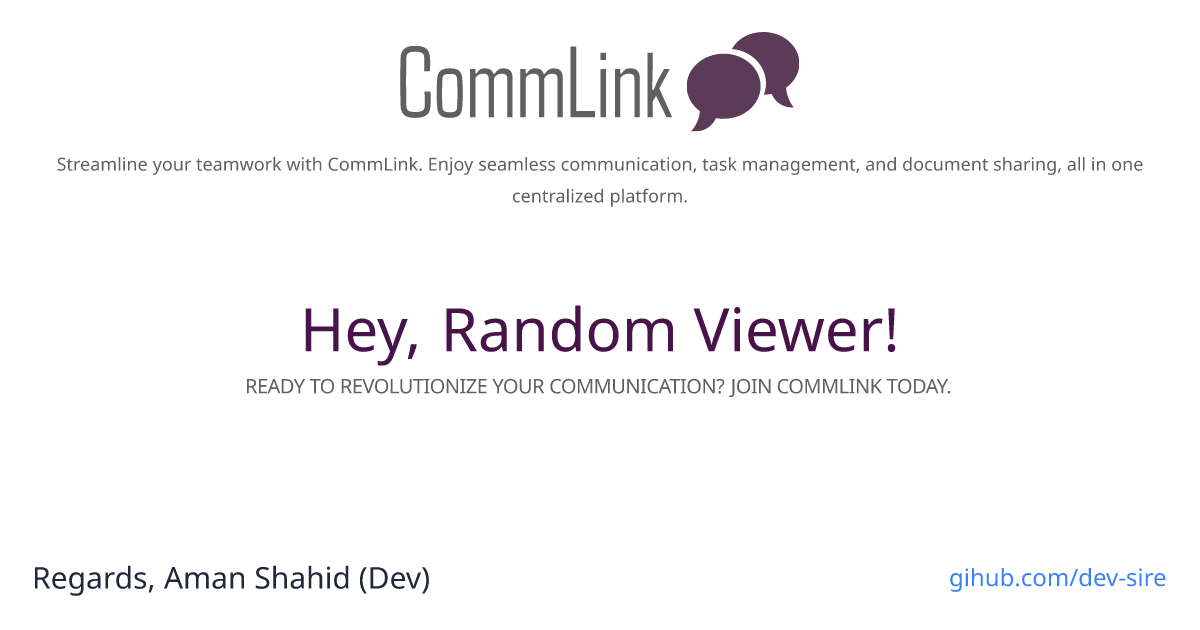 CommLink
Streamline your teamwork with CommLink. Enjoy seamless communication, task management, and document sharing, all in one
centralized platform.
Hey, Random Viewer!
READY TO REVOLUTIONIZE YOUR COMMUNICATION? JOIN COMMLINK TODAY.
Regards, Aman Shahid (Dev)
gihub.com/dev-sire